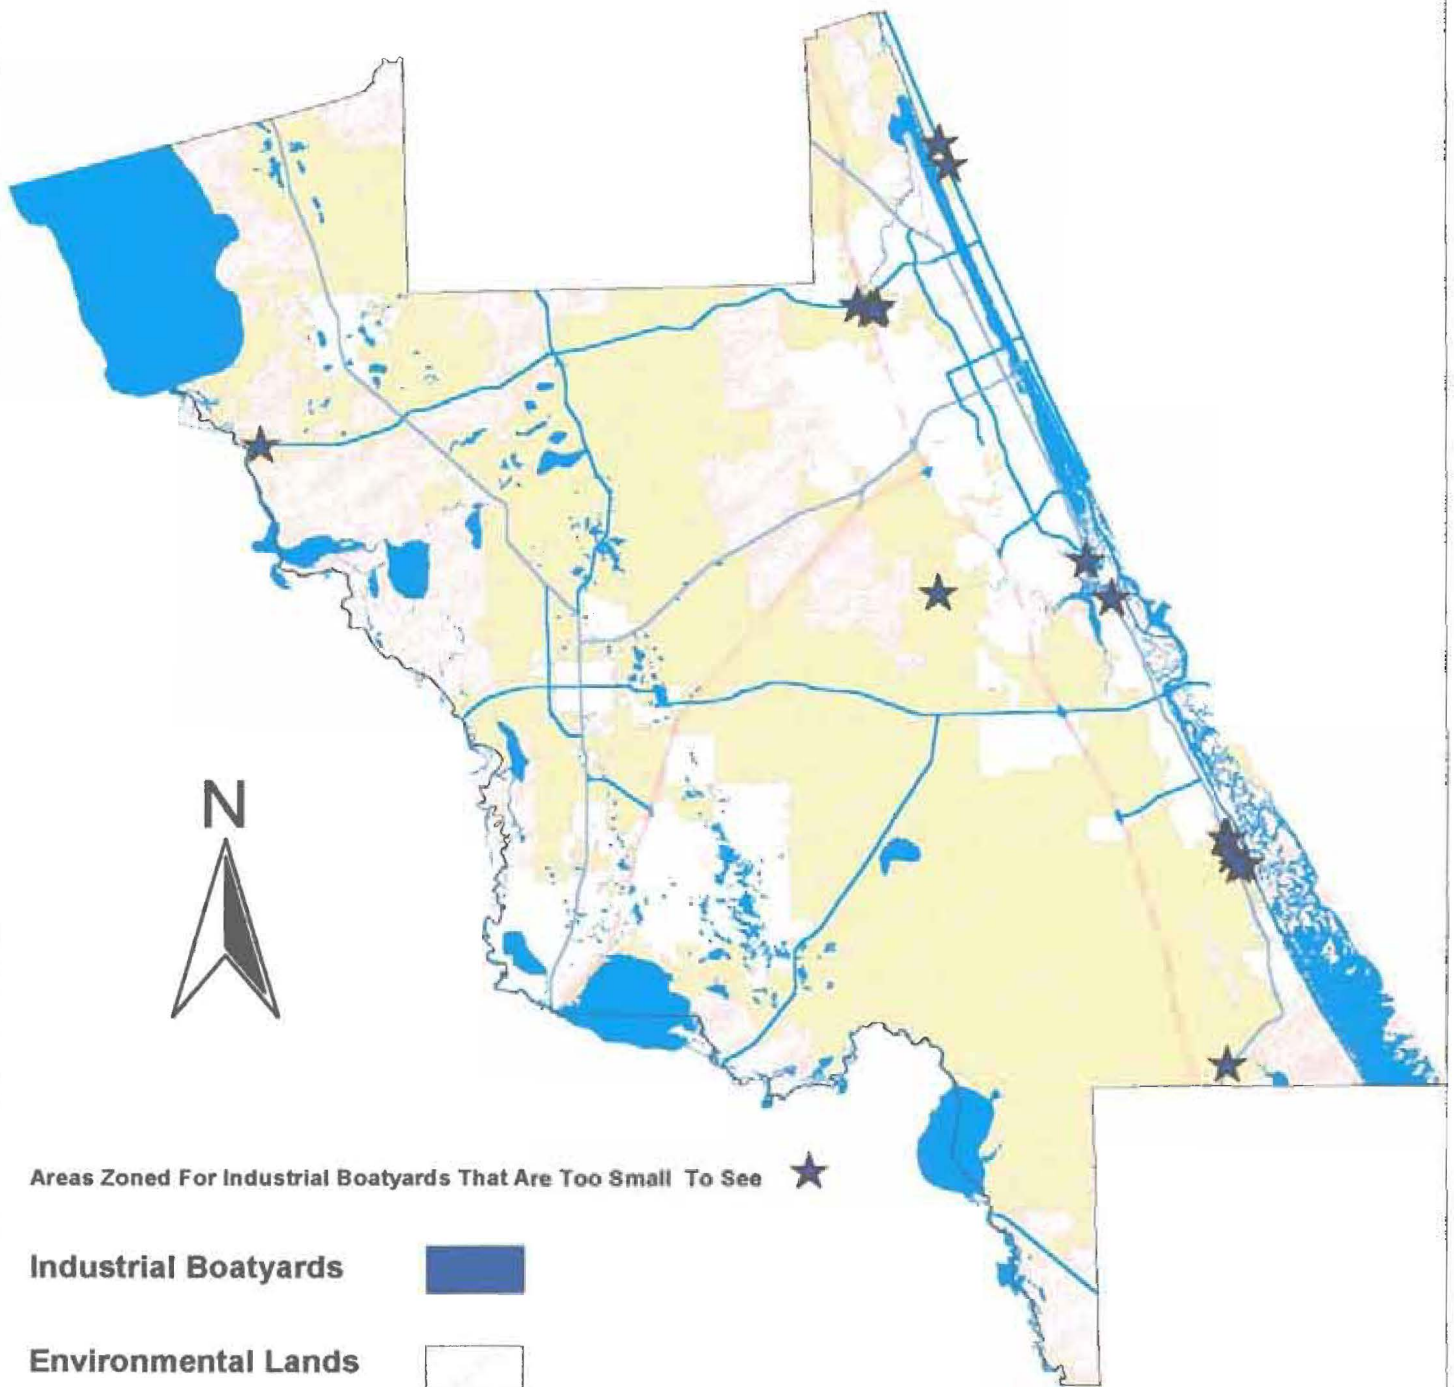 N
Areas Zoned For Industrial Boatyards That Are Too Small To See
Industrial Boatyards
Environmental Lands